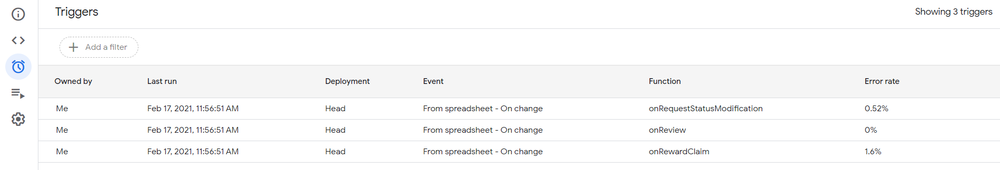 Triggers
Showing 3 triggers
Add a filter
Owned by Last run Deployment Event Function Error rate
Me Feb 17, 2021, 11:56:51 AM Head From spreadsheet - On change onRequestStatusModification 0.52%
Me Feb 17, 2021, 11:56:51 AM Head From spreadsheet - On change onReview 0%
Me Feb 17, 2021, 11:56:51 AM Head From spreadsheet - On change onRewardClaim 1.6%